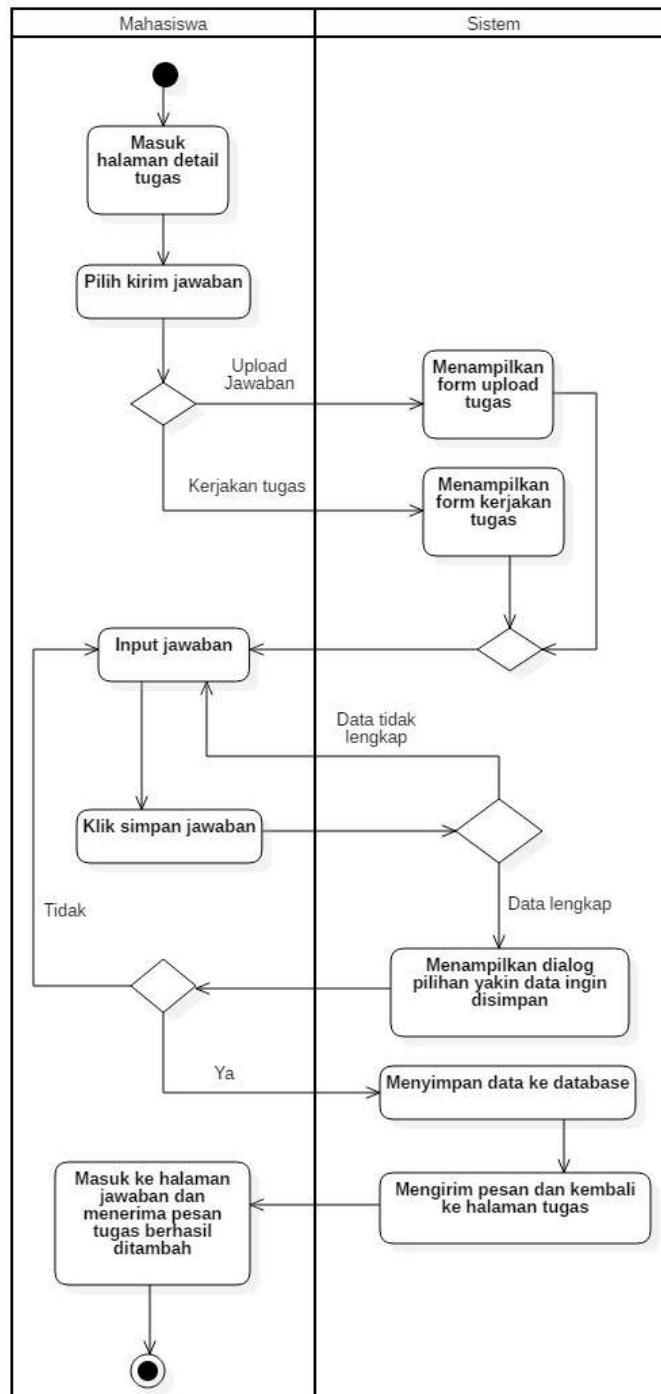 Mahasiswa
Sistem
Masuk
halaman detail
tugas
Pilih kirim jawaban
Upload
Jawaban
Menampilkan
form upload
tugas
Kerjakan tugas
Menampilkan
form kerjakan
tugas
Input jawaban
Data tidak
lengkap
Klik simpan jawaban
Data lengkap
Tidak
Menampilkan dialog
pilihan yakin data ingin
disimpan
Ya
Menyimpan data ke database
Masuk ke halaman
jawaban dan
menerima pesan
tugas berhasil
ditambah
Mengirim pesan dan kembali
ke halaman tugas